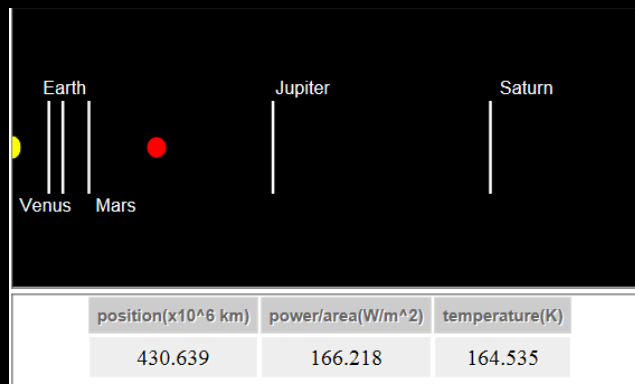 Earth Jupiter Saturn
Venus Mars
position(x10^6 km) power/area(W/m^2) temperature(K)
430.639 166.218 164.535